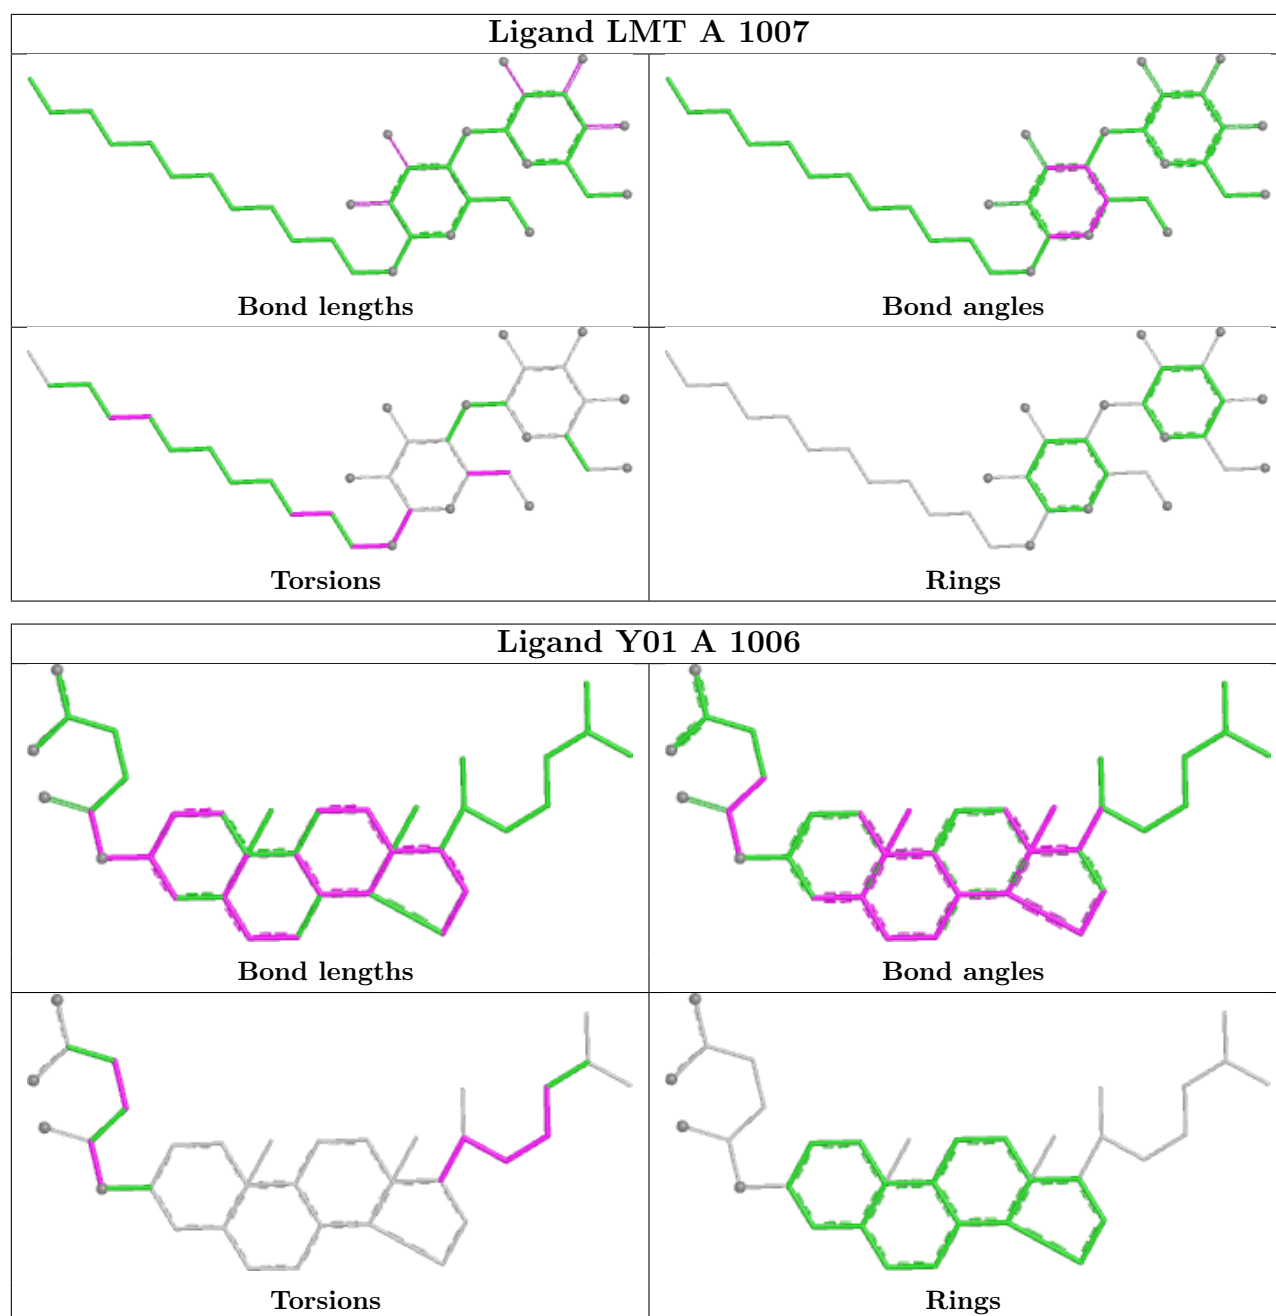 Ligand LMT A 1007
Bond lengths
Bond angles
Torsions
Rings
Ligand Y01 A 1006
Bond lengths
Bond angles
Torsions
Rings